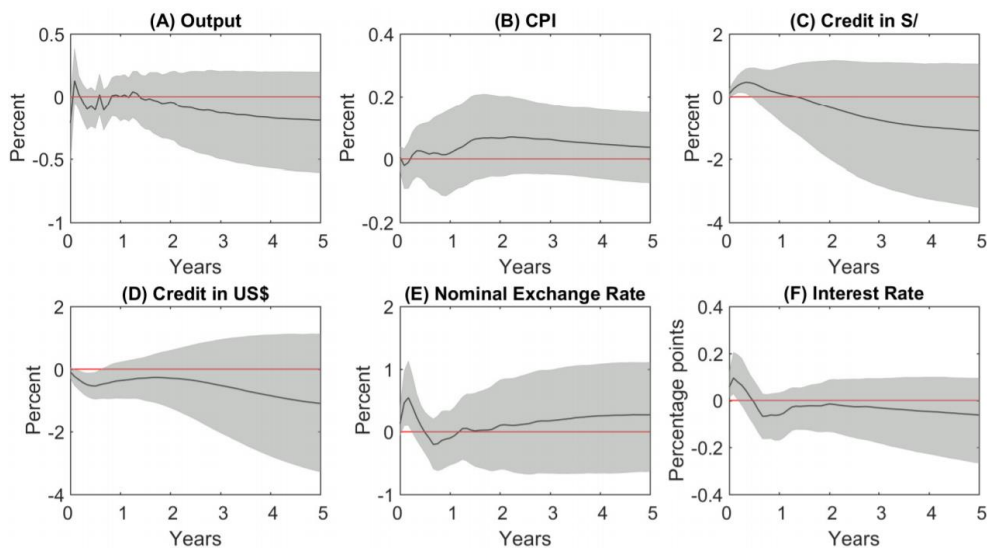 (A) Output
0.5
0
-0.5
-1
Percent
0 1 2 3 4 5
Years
(B) CPI
0.4
0.2
0
-0.2
Percent
0 1 2 3 4 5
Years
(C) Credit in S/
2
0
-2
-4
Percent
0 1 2 3 4 5
Years
(D) Credit in US$
2
0
-2
-4
Percent
0 1 2 3 4 5
Years
(E) Nominal Exchange Rate
1
0
-1
2
Percent
0 1 2 3 4 5
Years
(F) Interest Rate
0.4
0.2
0
-0.2
-0.4
Percentage points
0 1 2 3 4 5
Years